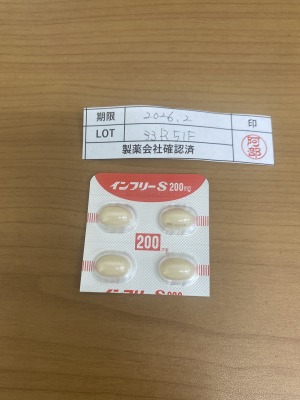 期限 2026.2 印
LOT 33R51F 阿部
製薬会社確認済
インフリーS 200mg
200mg
インフリーS 200